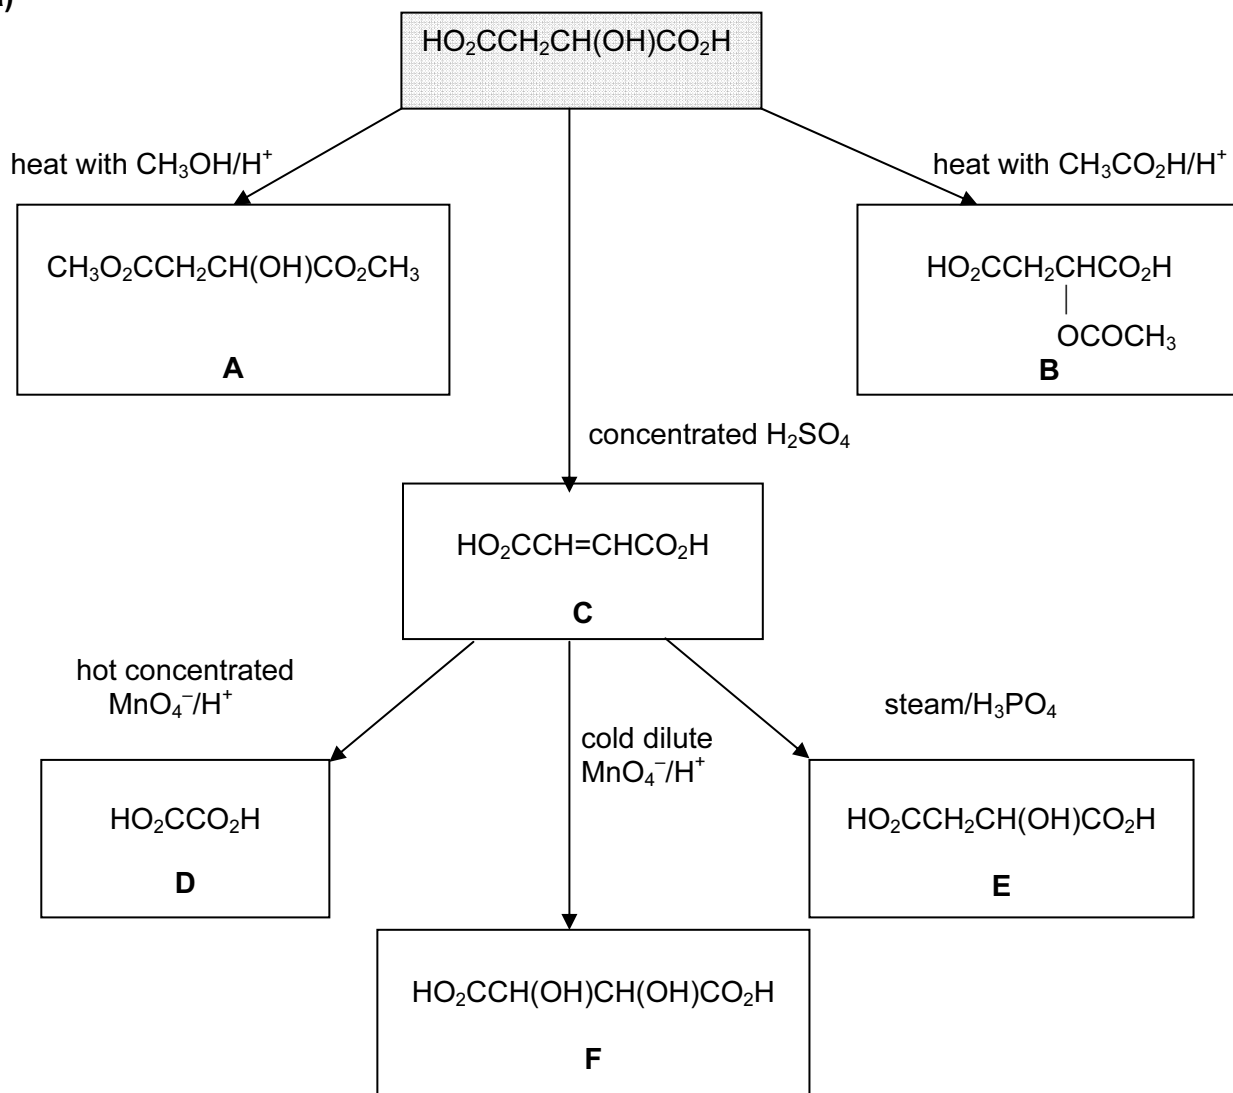 HO₂CCH₂CH(OH)CO₂H
heat with CH₃OH/H⁺
heat with CH₃CO₂H/H⁺
CH₃O₂CCH₂CH(OH)CO₂CH₃
A
HO₂CCH₂CHCO₂H
OCOCH₃
B
concentrated H₂SO₄
HO₂CCH=CHCO₂H
C
hot concentrated
MnO₄⁻/H⁺
cold dilute
MnO₄⁻/H⁺
steam/H₃PO₄
HO₂CCO₂H
D
HO₂CCH₂CH(OH)CO₂H
E
HO₂CCH(OH)CH(OH)CO₂H
F